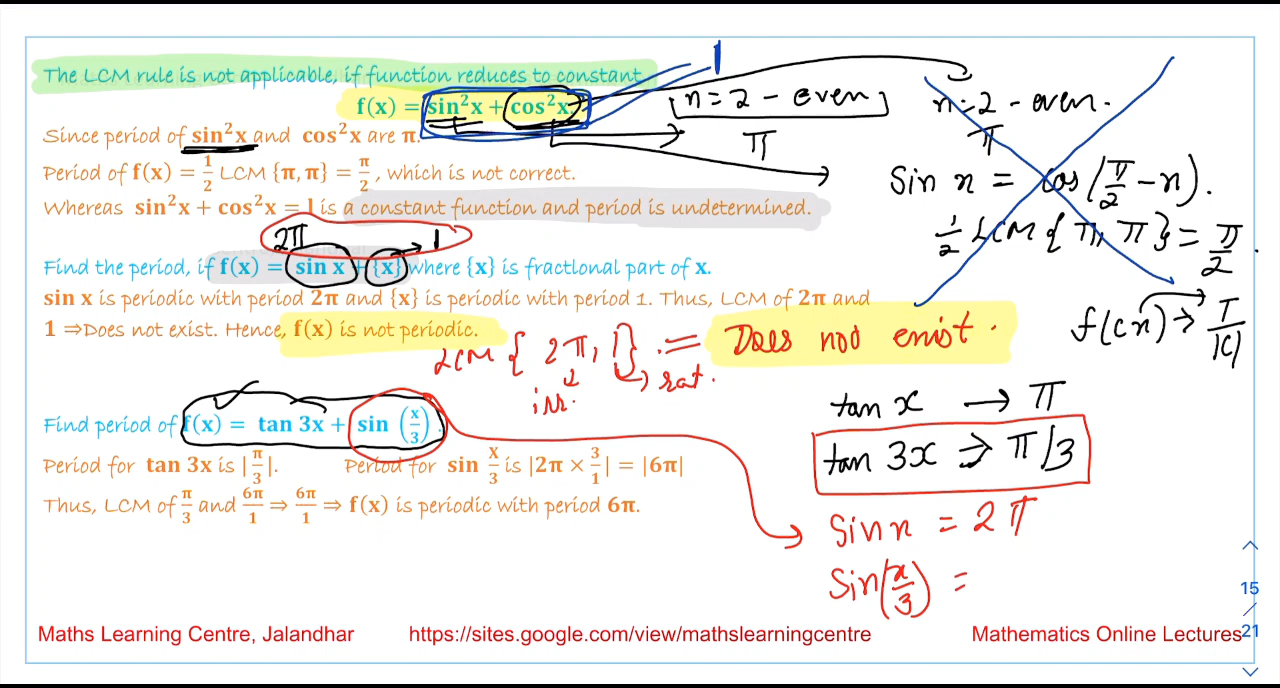 The LCM rule is not applicable, if function reduces to constant
f(x) = sin²x + cos²x.
1
n = 2 - even
π
n = 2 - even.
π
Since period of sin²x and cos²x are π.
Sin x = cos(π/2 - x).
Period of f(x) = 1/2 LCM {π, π} = π/2, which is not correct.
Whereas sin²x + cos²x = 1 is a constant function and period is undetermined.
1/2 LCM { π, π } = π/2.
2π 1
Find the period, if f(x) = sin x + {x} where {x} is fractional part of x.
sin x is periodic with period 2π and {x} is periodic with period 1. Thus, LCM of 2π and
1 ⇒Does not exist. Hence, f(x) is not periodic.
LCM { 2π, 1} = Does not exist.
irr. rat.
f(cx) → T/|c|
Find period of f(x) = tan 3x + sin (x/3).
tan x → π
tan 3x ⇒ π/3
Period for tan 3x is |π/3|. Period for sin x/3 is |2π × 3/1| = |6π|
Thus, LCM of π/3 and 6π/1 ⇒ 6π/1 ⇒ f(x) is periodic with period 6π.
Sin x = 2π
Sin(x/3) =
15
/
21
Maths Learning Centre, Jalandhar
https://sites.google.com/view/mathslearningcentre
Mathematics Online Lectures